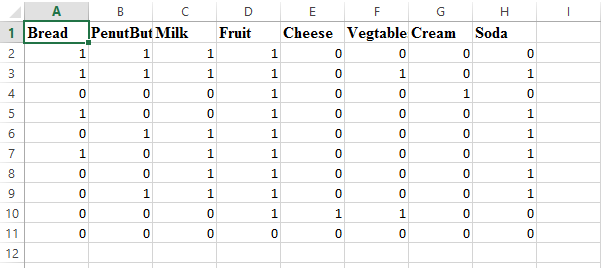 A B C D E F G H I
1 Bread PenutBut Milk Fruit Cheese Vegtable Cream Soda
2 1 1 1 1 0 0 0 0
3 1 1 1 1 0 1 0 1
4 0 0 0 1 0 0 1 0
5 1 0 0 1 0 0 0 1
6 0 1 1 1 0 0 0 1
7 1 0 1 1 0 0 0 1
8 0 0 1 1 0 0 0 1
9 0 1 1 1 0 0 0 1
10 0 0 0 1 1 1 0 0
11 0 0 0 0 0 0 0 0
12